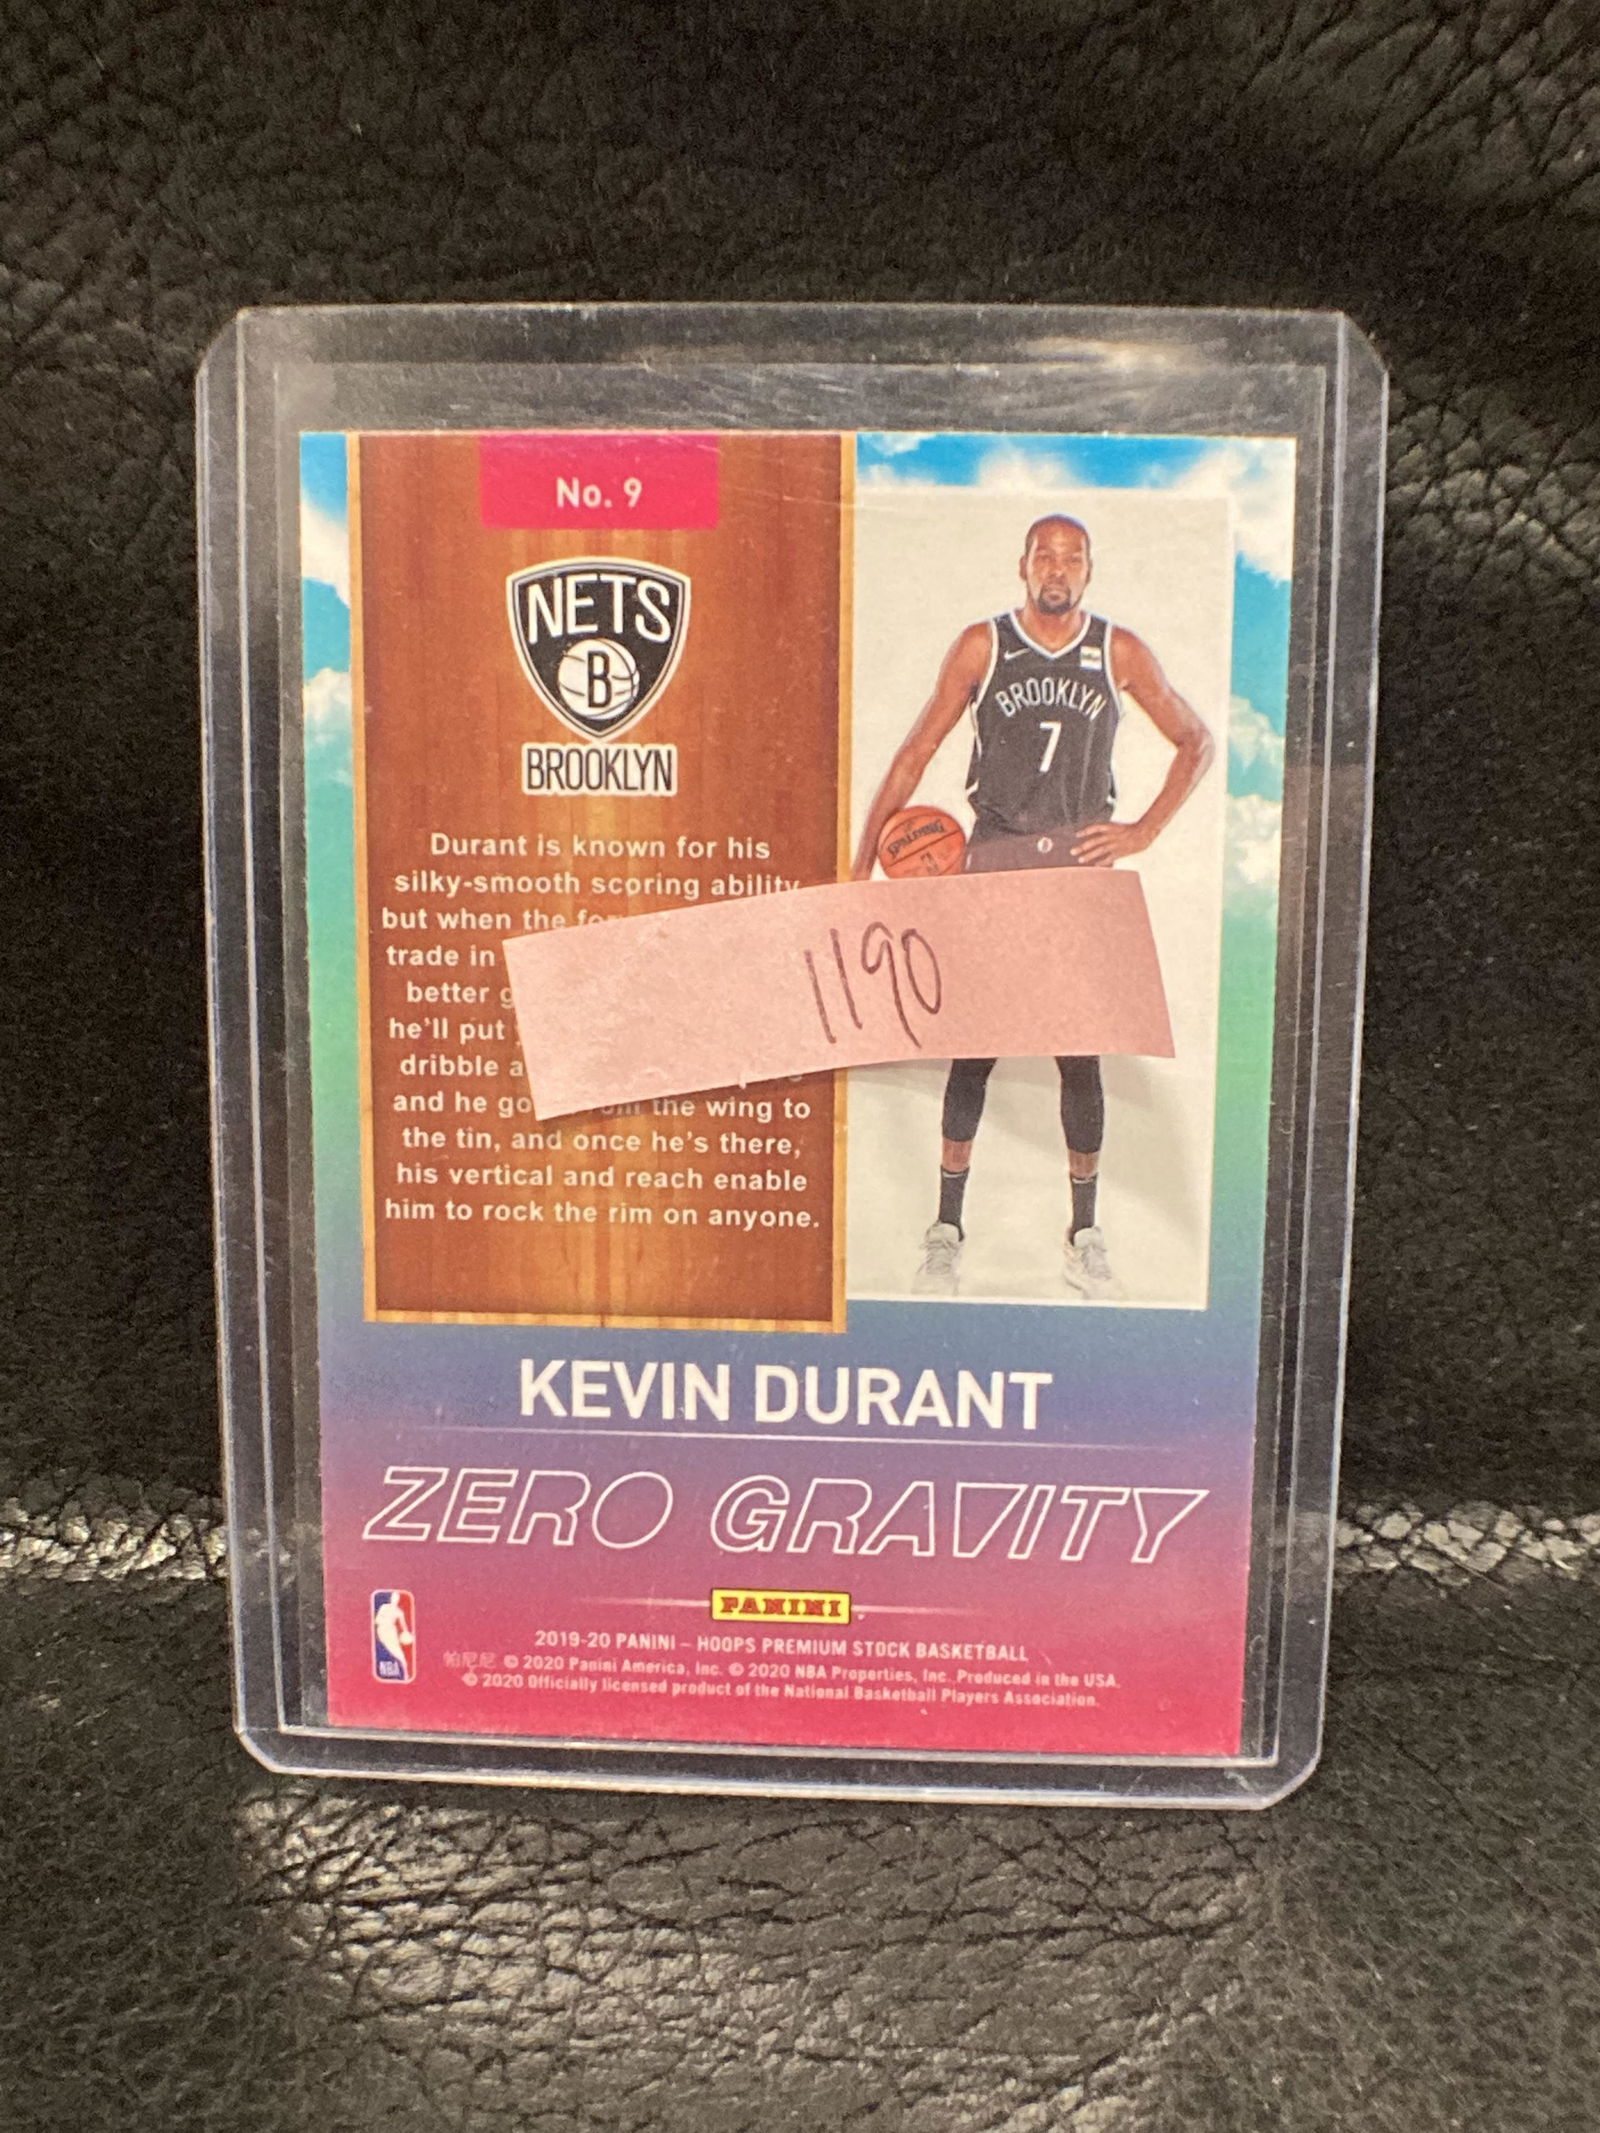 No. 9
NETS
B
BROOKLYN
BROOKLYN
7
SPALDING
Durant is known for his
silky-smooth scoring ability
but when the
trade in
better
he'll put
dribble
and he the wing to
the tin, and once he's there,
his vertical and reach enable
him to rock the rim on anyone.
1190
KEVIN DURANT
ZERO GRAVITY
PANINI
NBA
2019-20 PANINI – HOOPS PREMIUM STOCK BASKETBALL
帕尼尼 © 2020 Panini America, Inc. © 2020 NBA Properties, Inc. Produced in the USA.
© 2020 Officially licensed product of the National Basketball Players Association.